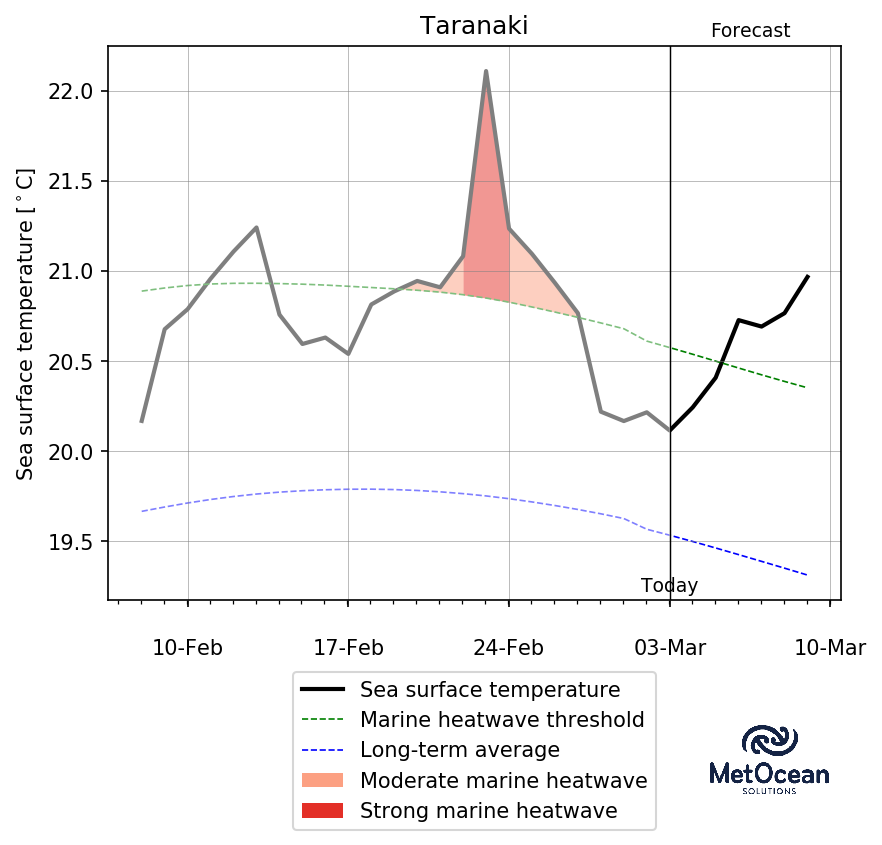 Taranaki
Forecast
Sea surface temperature [°C]
22.0
21.5
21.0
20.5
20.0
19.5
Today
10-Feb 17-Feb 24-Feb 03-Mar 10-Mar
Sea surface temperature
Marine heatwave threshold
Long-term average
Moderate marine heatwave
Strong marine heatwave
MetOcean
SOLUTIONS